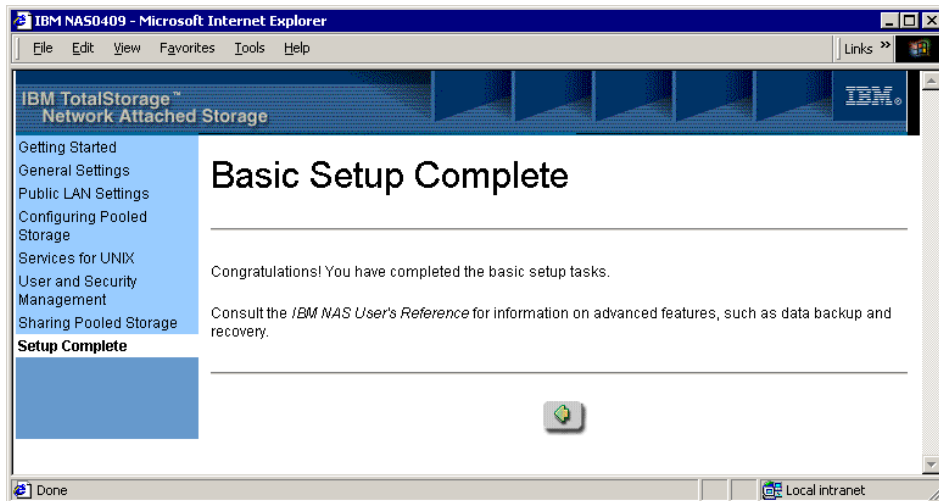 IBM NAS0409 - Microsoft Internet Explorer
File Edit View Favorites Tools Help Links »
IBM TotalStorage™
Network Attached Storage
IBM®
Getting Started
General Settings
Public LAN Settings
Configuring Pooled
Storage
Services for UNIX
User and Security
Management
Sharing Pooled Storage
Setup Complete
Basic Setup Complete
Congratulations! You have completed the basic setup tasks.
Consult the IBM NAS User's Reference for information on advanced features, such as data backup and
recovery.
Done Local intranet